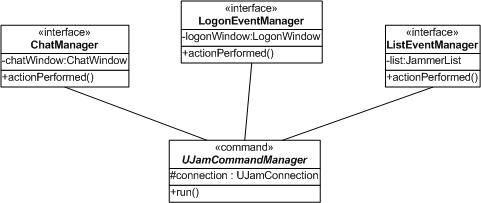 «interface»
ChatManager
-chatWindow:ChatWindow
+actionPerformed()
«interface»
LogonEventManager
-logonWindow:LogonWindow
+actionPerformed()
«interface»
ListEventManager
-list:JammerList
+actionPerformed()
«command»
UJamCommandManager
#connection : UJamConnection
+run()